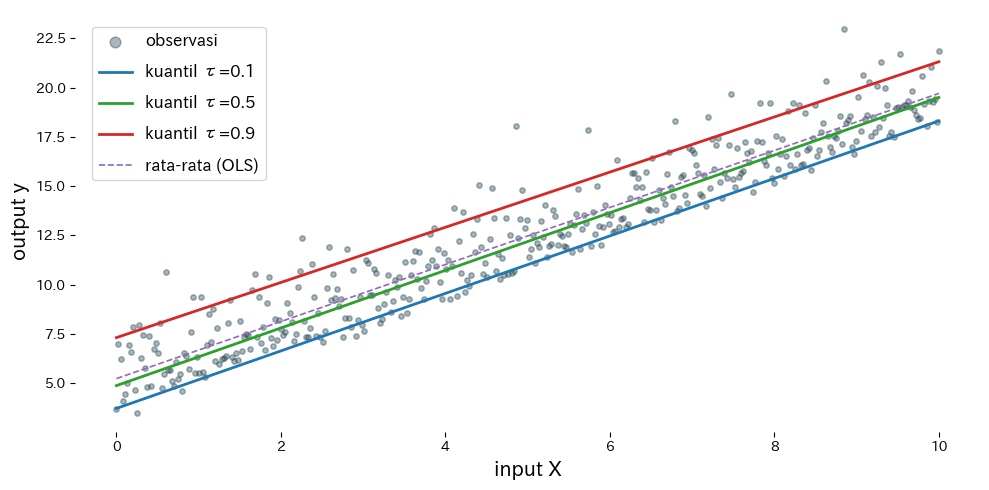 observasi
kuantil τ=0.1
kuantil τ=0.5
kuantil τ=0.9
rata-rata (OLS)
output y
22.5
20.0
17.5
15.0
12.5
10.0
7.5
5.0
0 2 4 6 8 10
input X